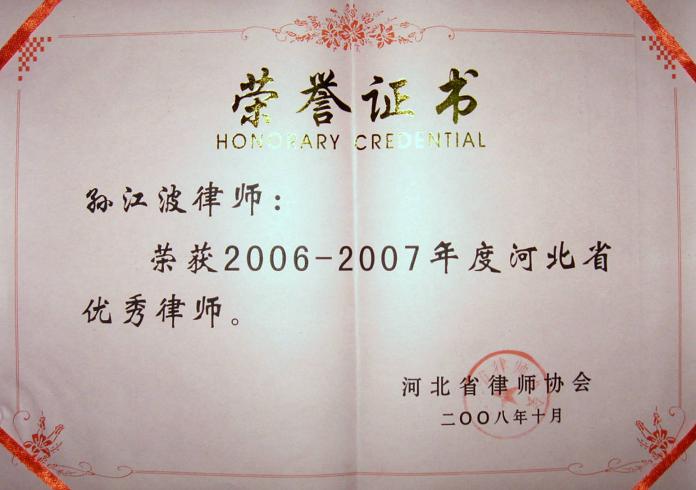 荣誉证书
HONORARY CREDENTIAL
孙江波律师：
荣获2006-2007年度河北省
优秀律师。
河北省律师协会
二〇〇八年十月